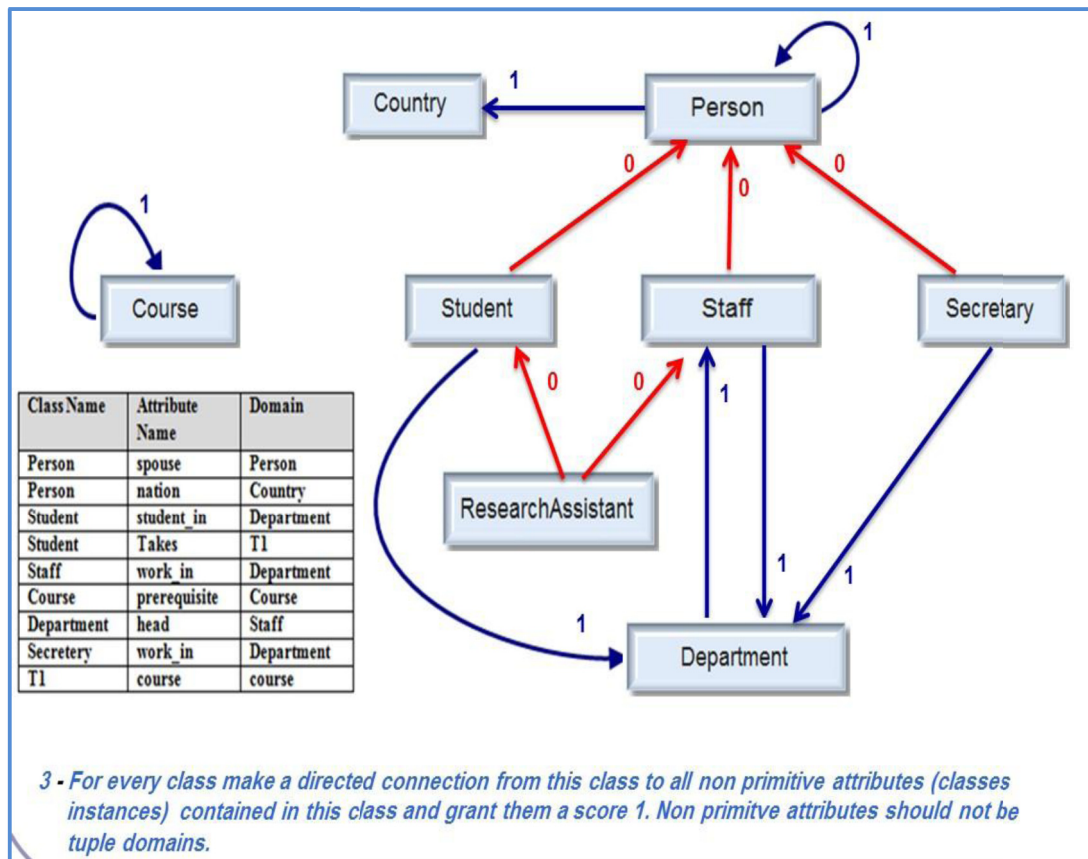 1
1
Country
Person
0
0
0
1
Course
Student
Staff
Secretary
0
0
1
Class Name Attribute Name Domain
Person spouse Person
Person nation Country
Student student_in Department
Student Takes T1
Staff work_in Department
Course prerequisite Course
Department head Staff
Secretery work_in Department
T1 course course
ResearchAssistant
1
1
1
Department
3 - For every class make a directed connection from this class to all non primitive attributes (classes
instances) contained in this class and grant them a score 1. Non primitve attributes should not be
tuple domains.